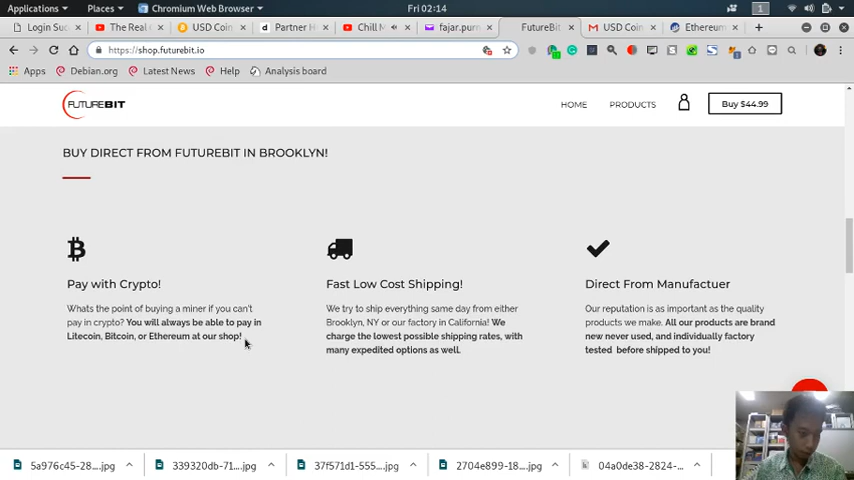 Applications Places Chromium Web Browser Fri 02:14 1
Login Su The Real C USD Coin Partner H Chill M fajar.purn FutureBit USD Coin Ethereum
https://shop.futurebit.io
Apps Debian.org Latest News Help Analysis board
FUTUREBIT HOME PRODUCTS Buy $44.99
BUY DIRECT FROM FUTUREBIT IN BROOKLYN!
Pay with Crypto!
Whats the point of buying a miner if you can't
pay in crypto? You will always be able to pay in
Litecoin, Bitcoin, or Ethereum at our shop!
Fast Low Cost Shipping!
We try to ship everything same day from either
Brooklyn, NY or our factory in California! We
charge the lowest possible shipping rates, with
many expedited options as well.
Direct From Manufactuer
Our reputation is as important as the quality
products we make. All our products are brand
new never used, and individually factory
tested before shipped to you!
5a976c45-28....jpg 339320db-71....jpg 37f571d1-555....jpg 2704e899-18....jpg 04a0de38-2824-...